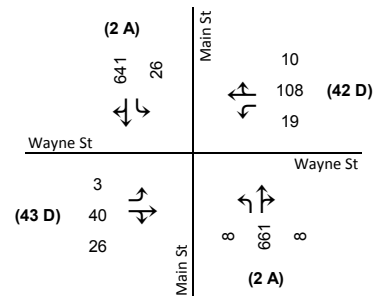 (2 A)
641
26
Main St
10
108
(42 D)
19
Wayne St
Wayne St
3
(43 D)
40
26
Main St
8
661
8
(2 A)